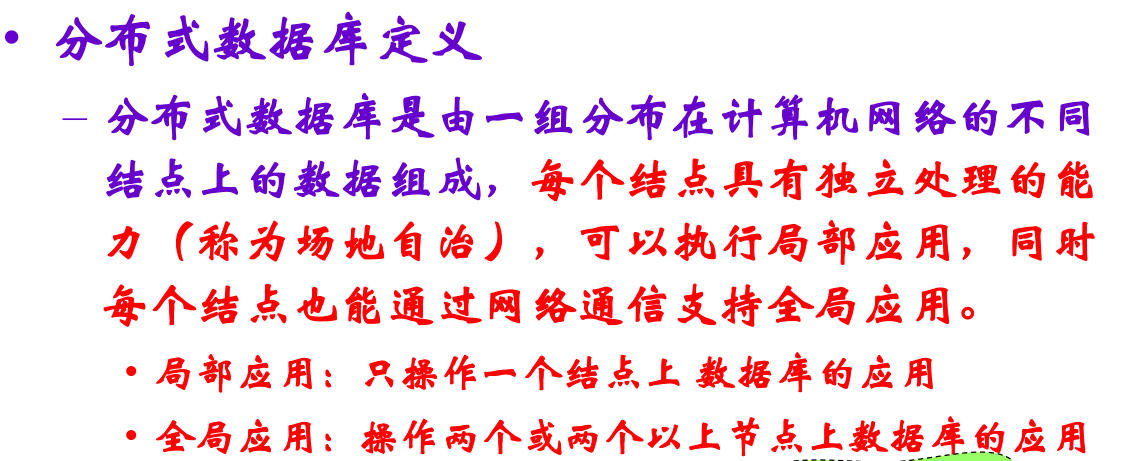 • 分布式数据库定义
– 分布式数据库是由一组分布在计算机网络的不同
结点上的数据组成，每个结点具有独立处理的能
力（称为场地自治），可以执行局部应用，同时
每个结点也能通过网络通信支持全局应用。
• 局部应用：只操作一个结点上 数据库的应用
• 全局应用：操作两个或两个以上节点上数据库的应用